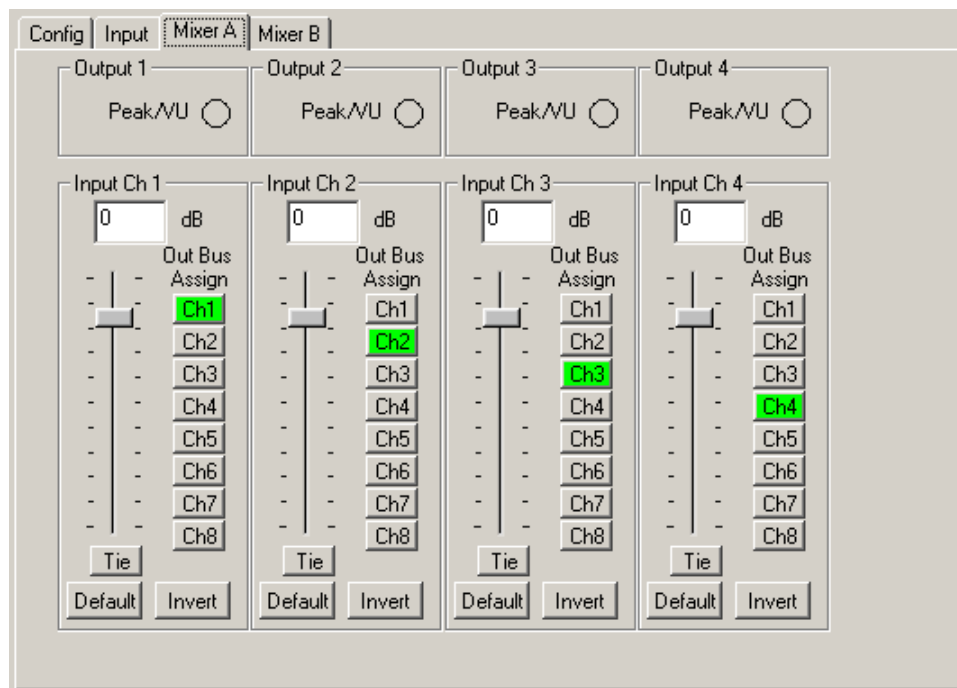 Config Input Mixer A Mixer B
Output 1 Output 2 Output 3 Output 4
Peak/VU Peak/VU Peak/VU Peak/VU
Input Ch 1 Input Ch 2 Input Ch 3 Input Ch 4
0 dB 0 dB 0 dB 0 dB
Out Bus Out Bus Out Bus Out Bus
Assign Assign Assign Assign
Ch1 Ch1 Ch1 Ch1
Ch2 Ch2 Ch2 Ch2
Ch3 Ch3 Ch3 Ch3
Ch4 Ch4 Ch4 Ch4
Ch5 Ch5 Ch5 Ch5
Ch6 Ch6 Ch6 Ch6
Ch7 Ch7 Ch7 Ch7
Ch8 Ch8 Ch8 Ch8
Tie Tie Tie Tie
Default Invert Default Invert Default Invert Default Invert